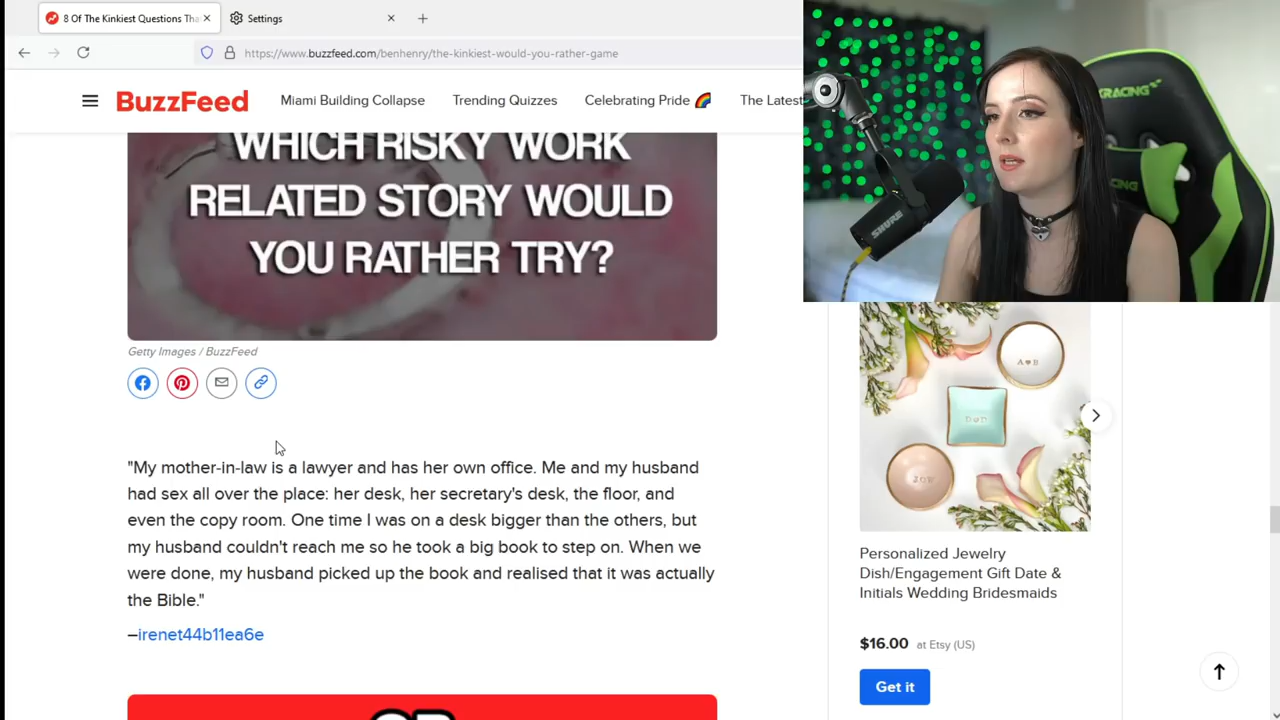 8 Of The Kinkiest Questions Tha
Settings
https://www.buzzfeed.com/benhenry/the-kinkiest-would-you-rather-game
BuzzFeed
Miami Building Collapse
Trending Quizzes
Celebrating Pride
The Latest
WHICH RISKY WORK
RELATED STORY WOULD
YOU RATHER TRY?
Getty Images / BuzzFeed
"My mother-in-law is a lawyer and has her own office. Me and my husband
had sex all over the place: her desk, her secretary's desk, the floor, and
even the copy room. One time I was on a desk bigger than the others, but
my husband couldn't reach me so he took a big book to step on. When we
were done, my husband picked up the book and realised that it was actually
the Bible."
–irenet44b11ea6e
OR
SHURE
KRACING
CING
Personalized Jewelry
Dish/Engagement Gift Date &
Initials Wedding Bridesmaids
$16.00 at Etsy (US)
Get it